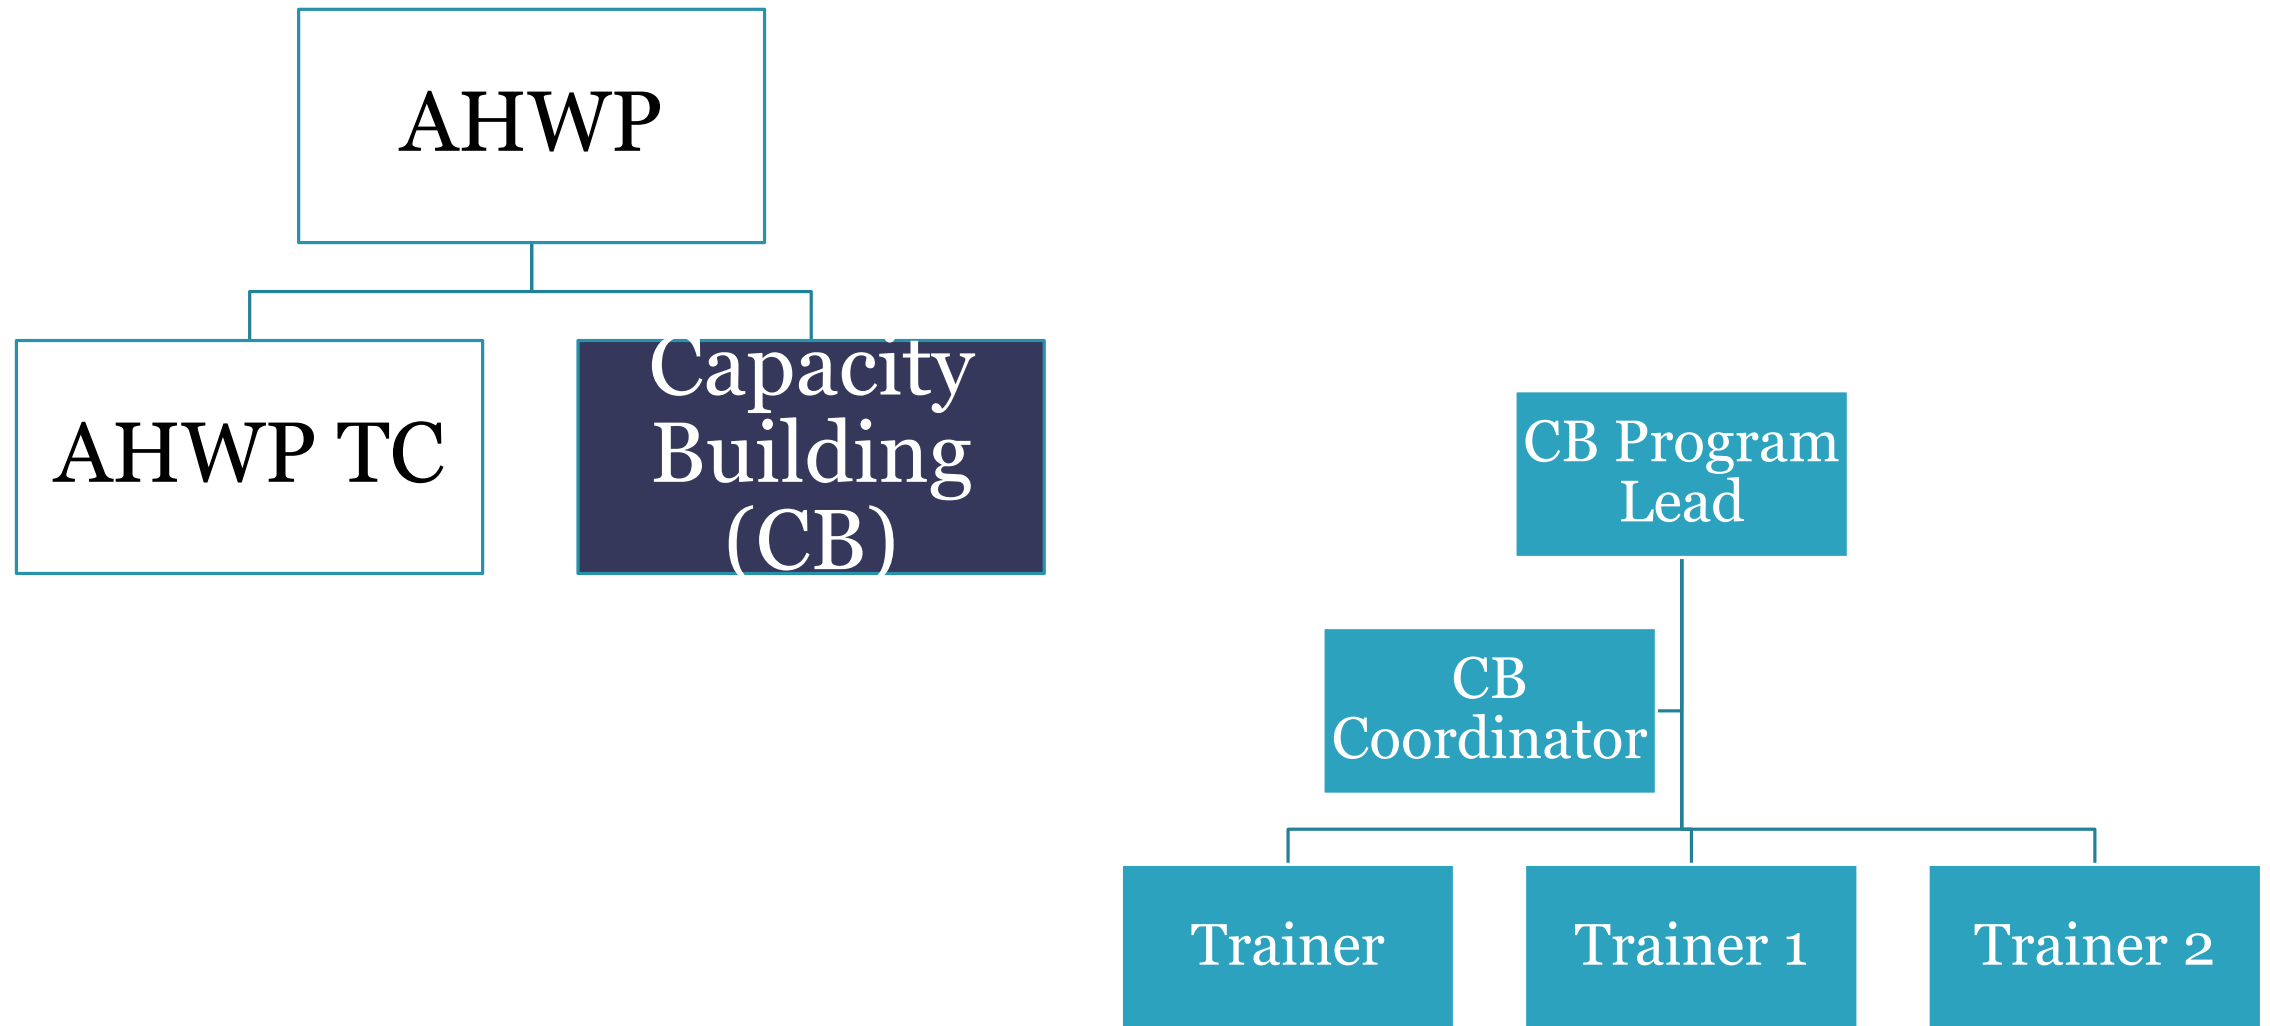 AHWP
AHWP TC
Capacity
Building
(CB)
CB Program
Lead
CB
Coordinator
Trainer
Trainer 1
Trainer 2